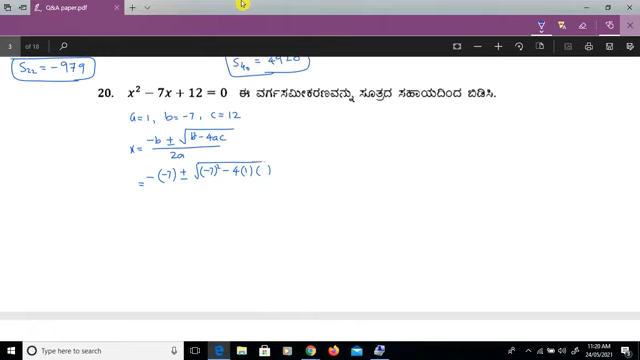 Q&A paper.pdf
3 of 18
S₂₂ = -979
S₄₀ = 4920
20. x² − 7x + 12 = 0 ಈ ವರ್ಗಸಮೀಕರಣವನ್ನು ಸೂತ್ರದ ಸಹಾಯದಿಂದ ಬಿಡಿಸಿ.
a=1, b=-7, c=12
x = (-b ± √(b²-4ac)) / 2a
= -(-7) ± √((-7)² - 4(1)( )
Type here to search
11:20 AM
24/05/2021